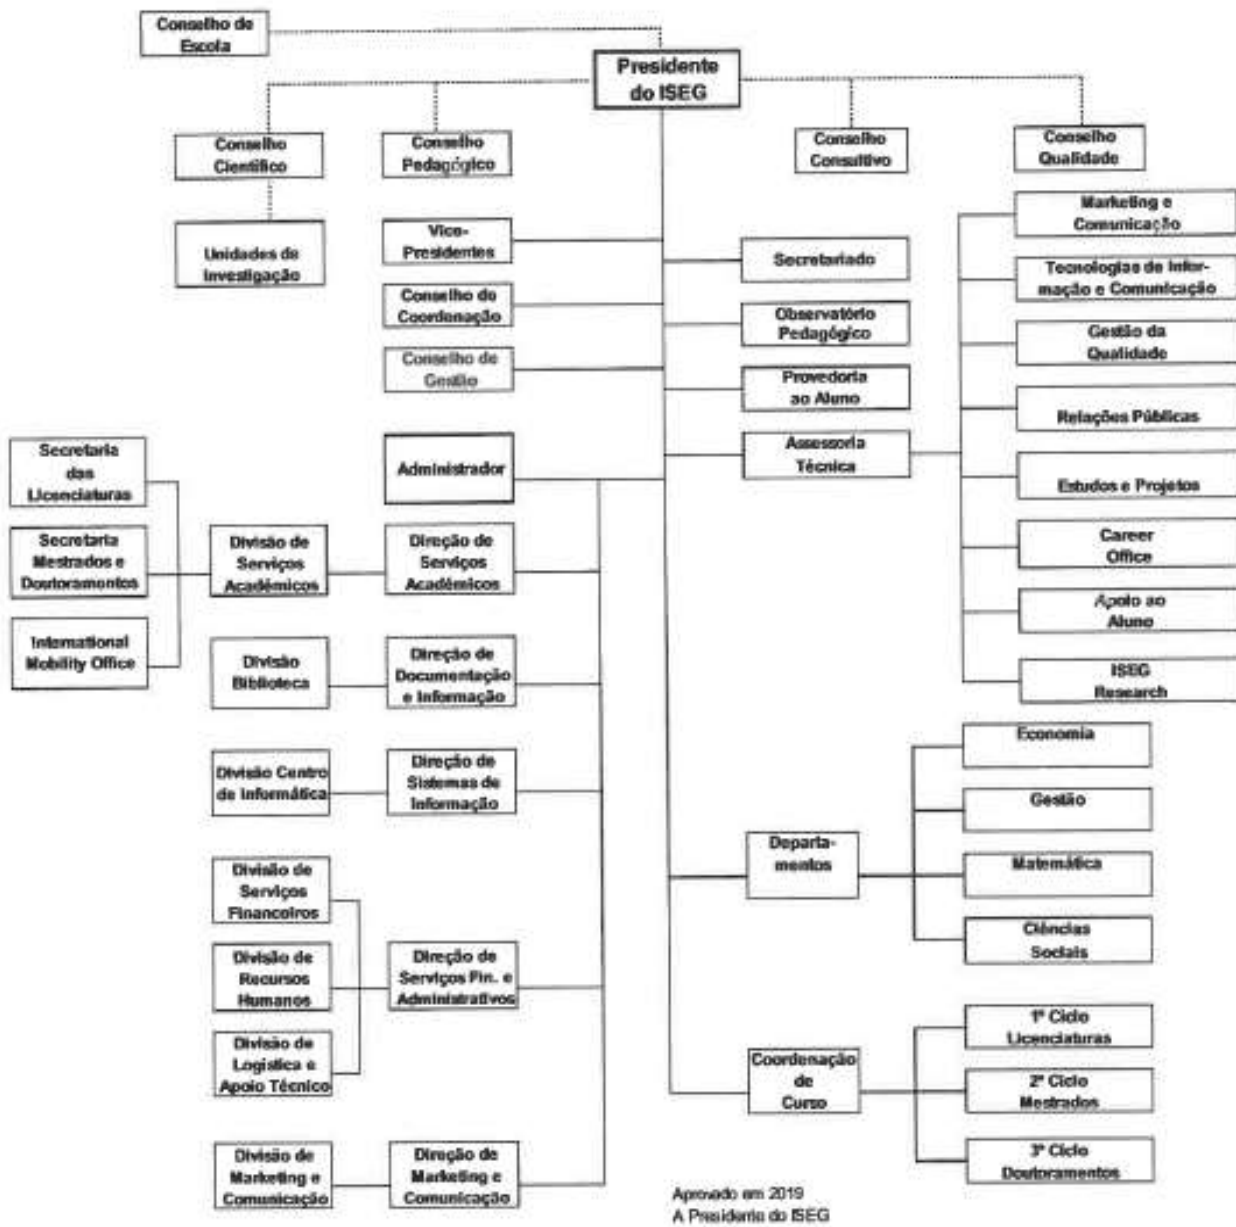 Conselho de
Escola
Presidente
do ISEG
Conselho
Científico
Conselho
Pedagógico
Conselho
Consultivo
Conselho
Qualidade
Unidades de
Investigação
Vice-
Presidentes
Conselho de
Coordenação
Conselho de
Gestão
Secretariado
Observatório
Pedagógico
Provedoria
ao Aluno
Assessoria
Técnica
Marketing e
Comunicação
Tecnologias de Infor-
mação e Comunicação
Gestão da
Qualidade
Relações Públicas
Estudos e Projetos
Career
Office
Apoio ao
Aluno
ISEG
Research
Administrador
Secretaria
das
Licenciaturas
Secretaria
Mestrados e
Doutoramentos
International
Mobility Office
Divisão de
Serviços
Académicos
Direção de
Serviços
Académicos
Divisão
Biblioteca
Direção de
Documentação
e Informação
Divisão Centro
de Informática
Direção de
Sistemas de
Informação
Divisão de
Serviços
Financeiros
Divisão de
Recursos
Humanos
Divisão de
Logística e
Apoio Técnico
Direção de
Serviços Fin. e
Administrativos
Divisão de
Marketing e
Comunicação
Direção de
Marketing e
Comunicação
Departa-
mentos
Economia
Gestão
Matemática
Ciências
Sociais
Coordenação
de
Curso
1º Ciclo
Licenciaturas
2º Ciclo
Mestrados
3º Ciclo
Doutoramentos
Aprovado em 2019
A Presidente do ISEG